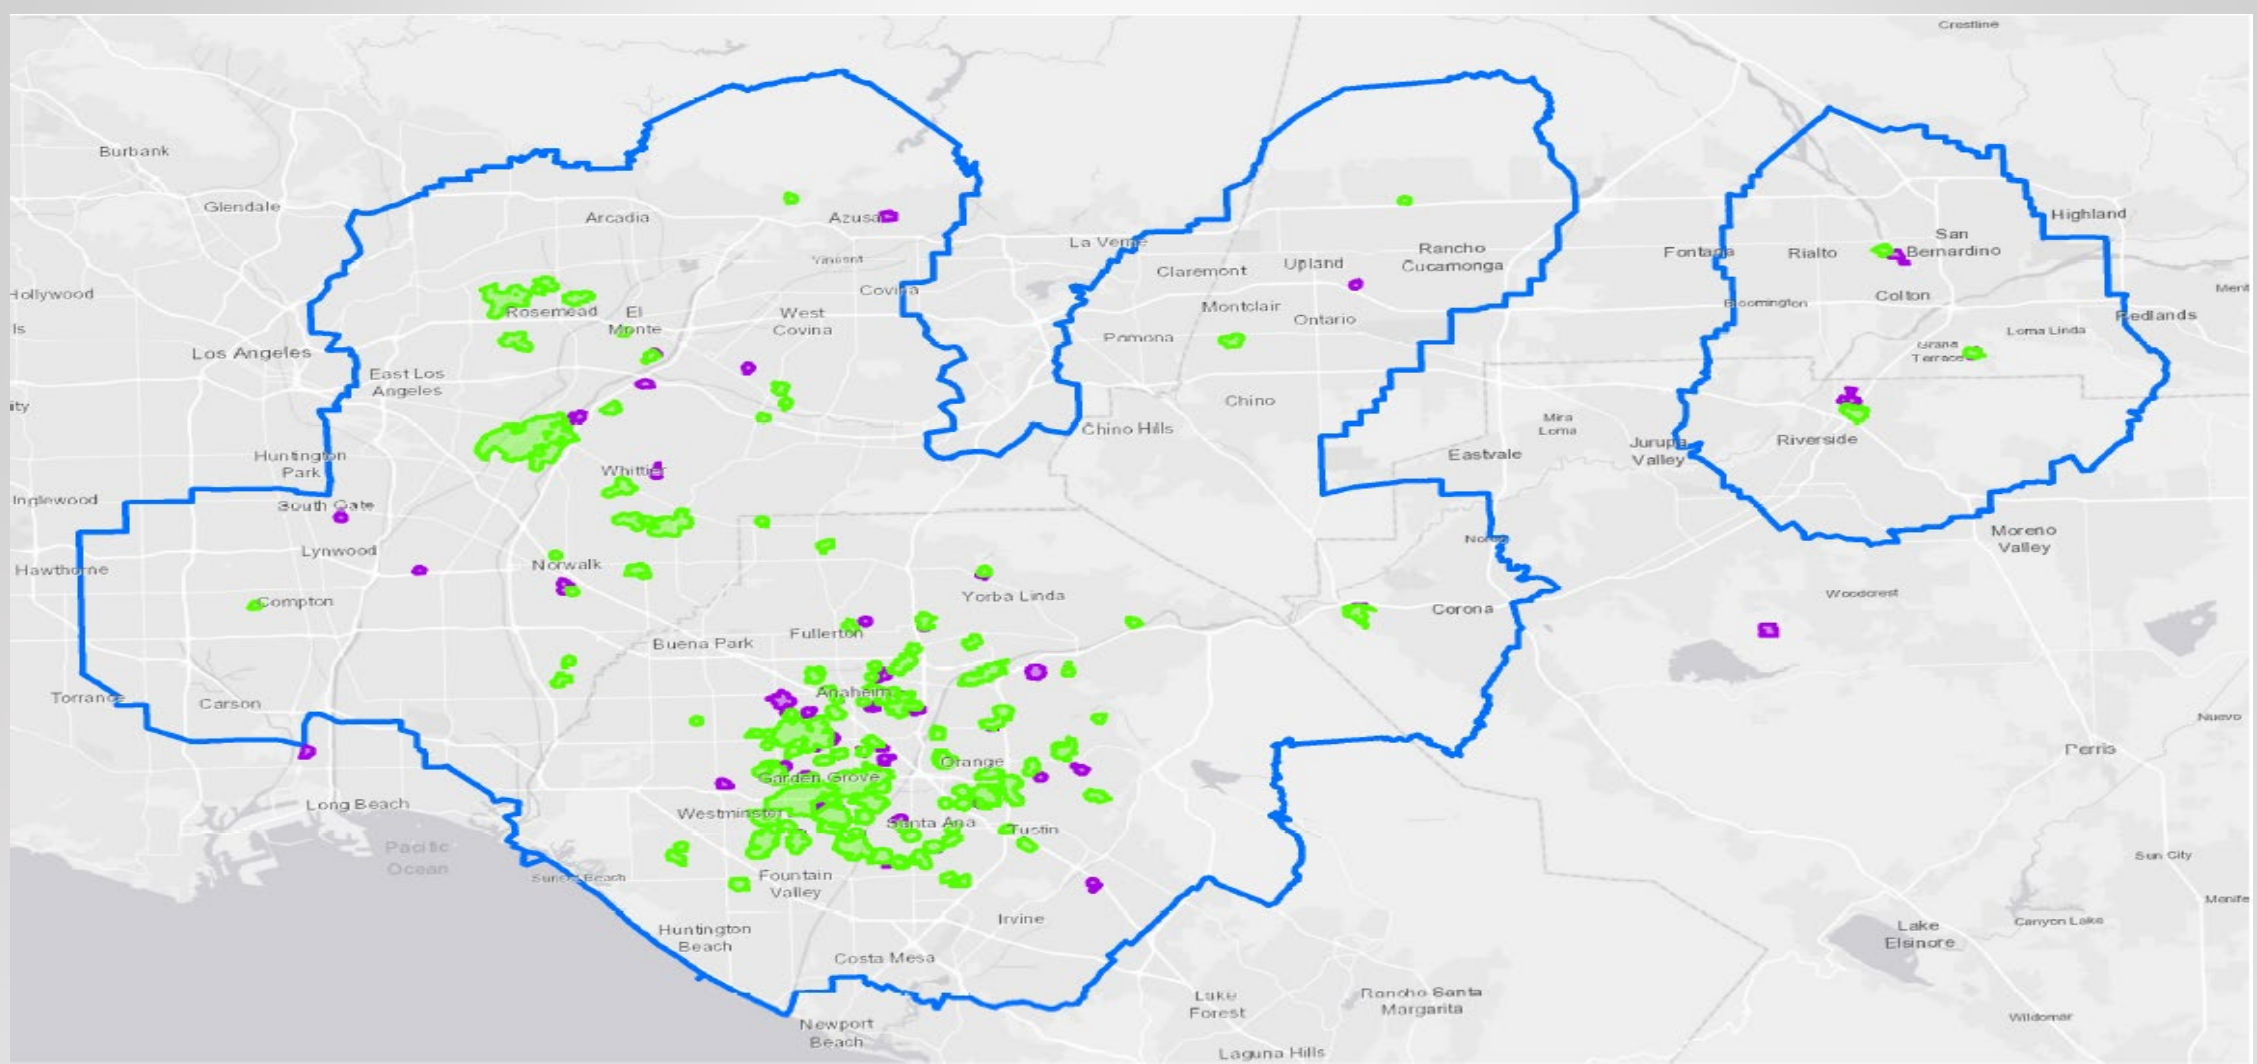 Crestline
Burbank
Glendale
Arcadia
Azusa
Highland
La Verne
San
Bernardino
Rancho
Cucamonga
Fontana
Rialto
Vincent
Claremont
Upland
Covina
Hollywood
Rosemead
El
Monte
West
Covina
Montclair
Ontario
Bloomington
Colton
Ment
Redlands
ls
Pomona
Loma Linda
Los Angeles
Grand
Terrace
East Los
Angeles
ity
Chino
Mira
Loma
Chino Hills
Jurupa
Valley
Riverside
Huntington
Park
Whittier
Eastvale
Inglewood
South Gate
Lynwood
Norwalk
Norco
Moreno
Valley
Hawthorne
Compton
Yorba Linda
Corona
Woodcrest
Buena Park
Fullerton
Torrance
Carson
Anaheim
Nuevo
Perris
Orange
Garden Grove
Long Beach
Westminster
Santa Ana
Tustin
Pacific
Ocean
Sunset Beach
Fountain
Valley
Sun City
Menife
Irvine
Huntington
Beach
Costa Mesa
Lake
Elsinore
Canyon Lake
Lake
Forest
Rancho Santa
Margarita
Newport
Beach
Wildomar
Laguna Hills